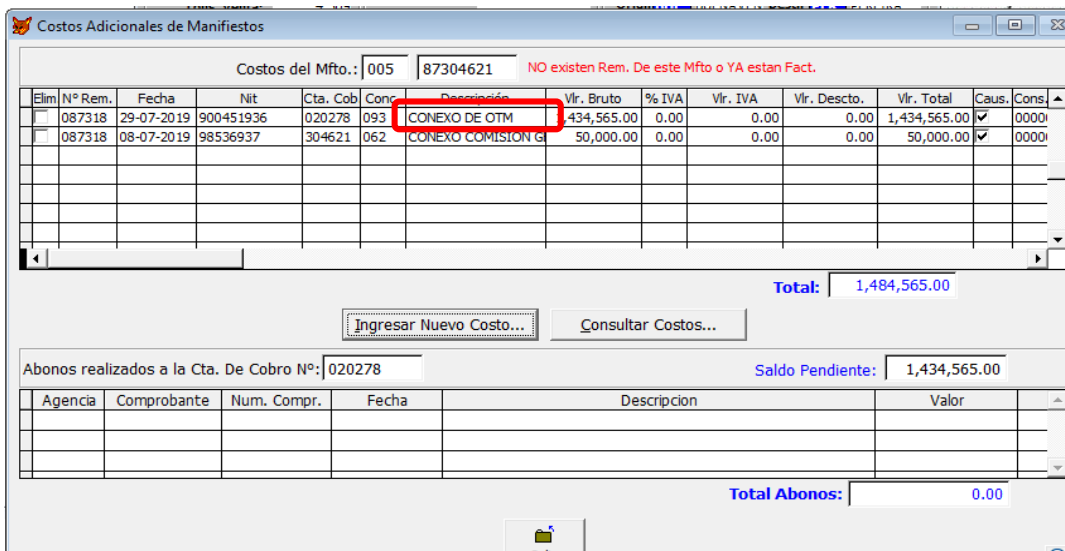 Costos Adicionales de Manifiestos
Costos del Mfto.: 005 87304621 NO existen Rem. De este Mfto o YA estan Fact.
Elim Nº Rem. Fecha Nit Cta. Cob Conc. Descripción Vlr. Bruto % IVA Vlr. IVA Vlr. Descto. Vlr. Total Caus. Cons.
087318 29-07-2019 900451936 020278 093 CONEXO DE OTM 1,434,565.00 0.00 0.00 0.00 1,434,565.00 0000
087318 08-07-2019 98536937 304621 062 CONEXO COMISION 50,000.00 0.00 0.00 0.00 50,000.00 0000
Total: 1,484,565.00
Ingresar Nuevo Costo... Consultar Costos...
Abonos realizados a la Cta. De Cobro Nº: 020278 Saldo Pendiente: 1,434,565.00
Agencia Comprobante Num. Compr. Fecha Descripcion Valor
Total Abonos: 0.00